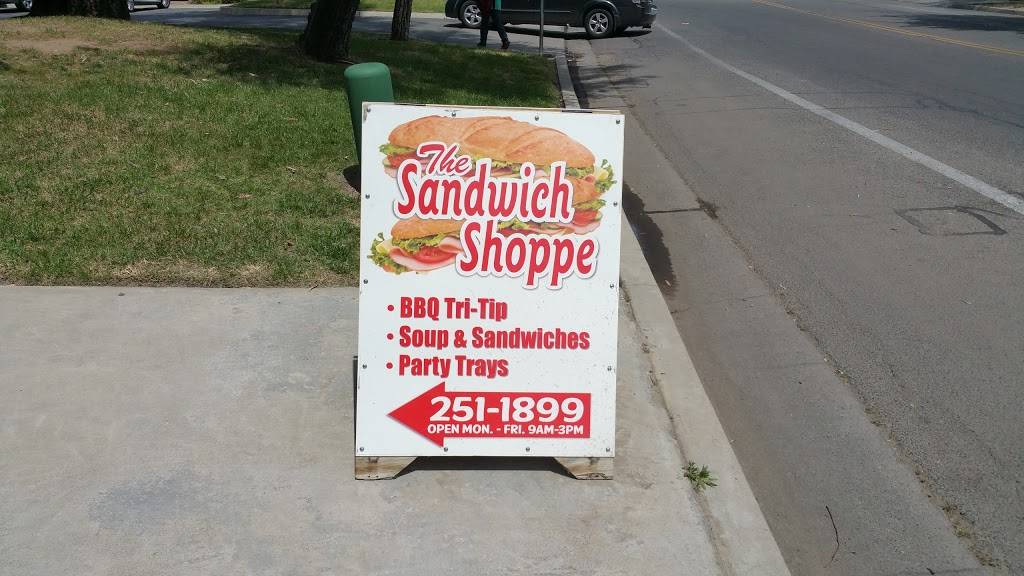 The
Sandwich
Shoppe
• BBQ Tri-Tip
• Soup & Sandwiches
• Party Trays
251-1899
OPEN MON. - FRI. 9AM-3PM